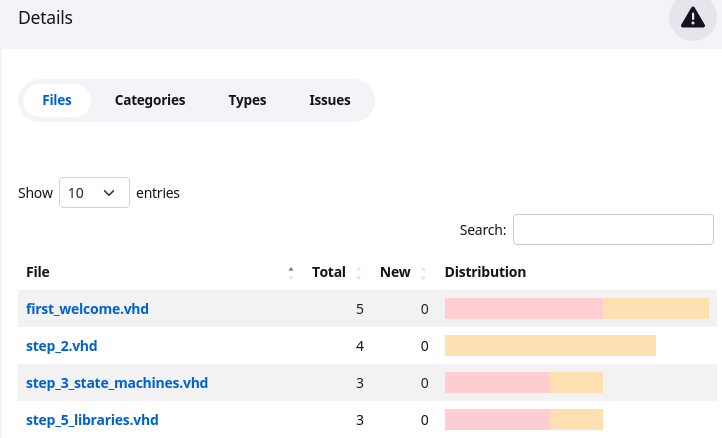 Details
Files Categories Types Issues
Show 10 entries
Search:
File Total New Distribution
first_welcome.vhd 5 0
step_2.vhd 4 0
step_3_state_machines.vhd 3 0
step_5_libraries.vhd 3 0